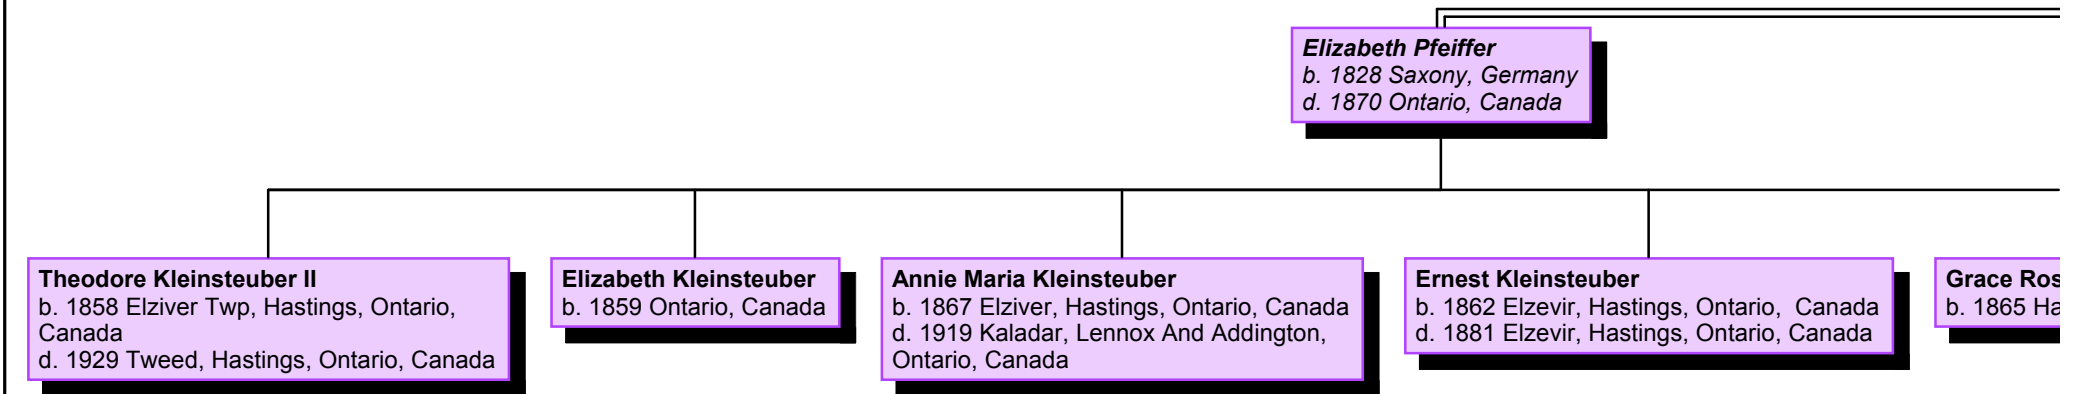 Elizabeth Pfeiffer
b. 1828 Saxony, Germany
d. 1870 Ontario, Canada
Theodore Kleinsteuber II
b. 1858 Elziver Twp, Hastings, Ontario,
Canada
d. 1929 Tweed, Hastings, Ontario, Canada
Elizabeth Kleinsteuber
b. 1859 Ontario, Canada
Annie Maria Kleinsteuber
b. 1867 Elziver, Hastings, Ontario, Canada
d. 1919 Kaladar, Lennox And Addington,
Ontario, Canada
Ernest Kleinsteuber
b. 1862 Elzevir, Hastings, Ontario,  Canada
d. 1881 Elzevir, Hastings, Ontario, Canada
Grace Ros
b. 1865 Ha